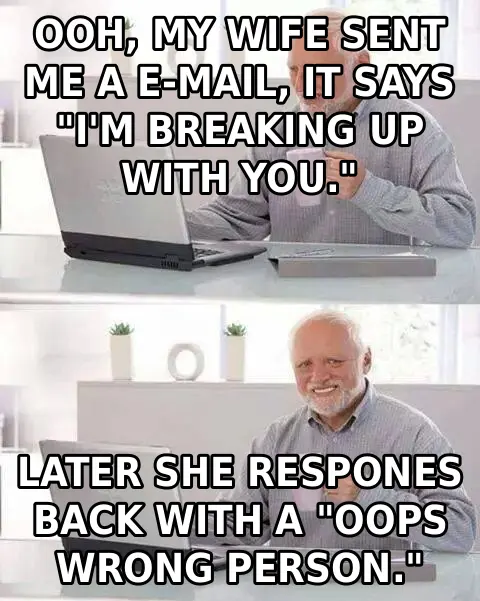 OOH, MY WIFE SENT
ME A E-MAIL, IT SAYS
"I'M BREAKING UP
WITH YOU."
LATER SHE RESPONES
BACK WITH A "OOPS
WRONG PERSON."